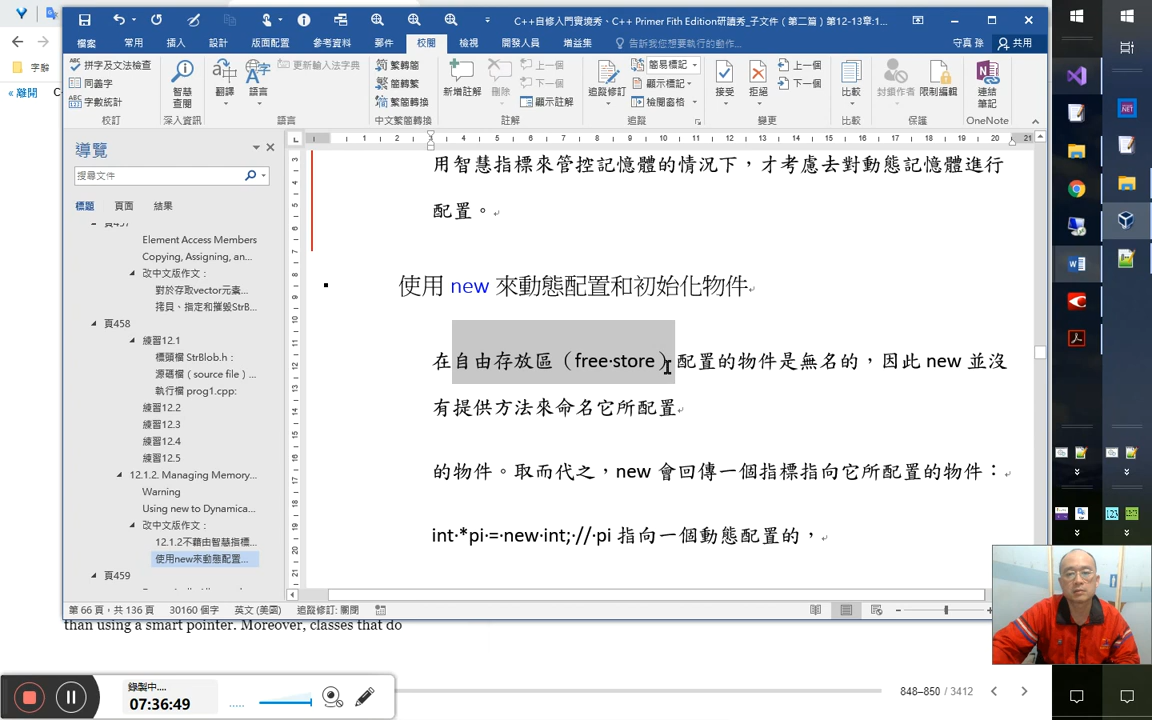 C++自修入門實境秀、C++ Primer Fith Edition研讀秀_子文件（第二篇）第12-13章:1...
檔案 常用 插入 設計 版面配置 參考資料 郵件 校閱 檢視 開發人員 增益集 告訴我您想要執行的動作... 守真 孫 共用
字齡
« 離開
拼字及文法檢查
同義字
字數統計
校訂
智慧查閱
深入資訊
翻譯
語言
更新輸入法字典
語言
繁轉簡
簡轉繁
繁簡轉換
中文繁簡轉換
新增註解
刪除
上一個
下一個
顯示註解
註解
追蹤修訂
簡易標記
顯示標記
檢閱窗格
追蹤
接受
拒絕
上一個
下一個
變更
比較
比較
封鎖作者
限制編輯
保護
連結筆記
OneNote
導覽
搜尋文件
標題 頁面 結果
頁457
Element Access Members
Copying, Assigning, an...
改中文版作文：
對於存取vector元素...
拷貝、指定和摧毀StrB...
頁458
練習12.1
標頭檔 StrBlob.h：
源碼檔（source file）...
執行檔 prog1.cpp:
練習12.2
練習12.3
練習12.4
練習12.5
12.1.2. Managing Memory...
Warning
Using new to Dynamica...
改中文版作文：
12.1.2不藉由智慧指標...
使用new來動態配置...
頁459
用智慧指標來管控記憶體的情況下，才考慮去對動態記憶體進行
配置。
使用 new 來動態配置和初始化物件
在自由存放區（free·store）配置的物件是無名的，因此 new 並沒
有提供方法來命名它所配置
的物件。取而代之，new 會回傳一個指標指向它所配置的物件：
int·*pi·=·new·int;·//·pi 指向一個動態配置的，
第 66 頁，共 136 頁 30160 個字 英文 (美國) 追蹤修訂: 關閉
than using a smart pointer. Moreover, classes that do
錄製中....
07:36:49
848–850 / 3412